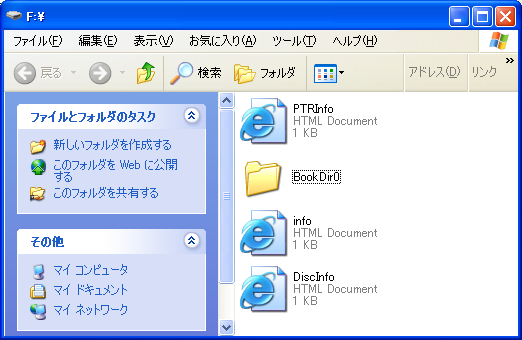 F:¥
ファイル(F) 編集(E) 表示(V) お気に入り(A) ツール(T) ヘルプ(H)
戻る 検索 フォルダ アドレス(D) リンク
ファイルとフォルダのタスク
新しいフォルダを作成する
このフォルダを Web に公開
する
このフォルダを共有する
その他
マイ コンピュータ
マイ ドキュメント
マイ ネットワーク
PTRInfo
HTML Document
1 KB
BookDir0
info
HTML Document
1 KB
DiscInfo
HTML Document
1 KB